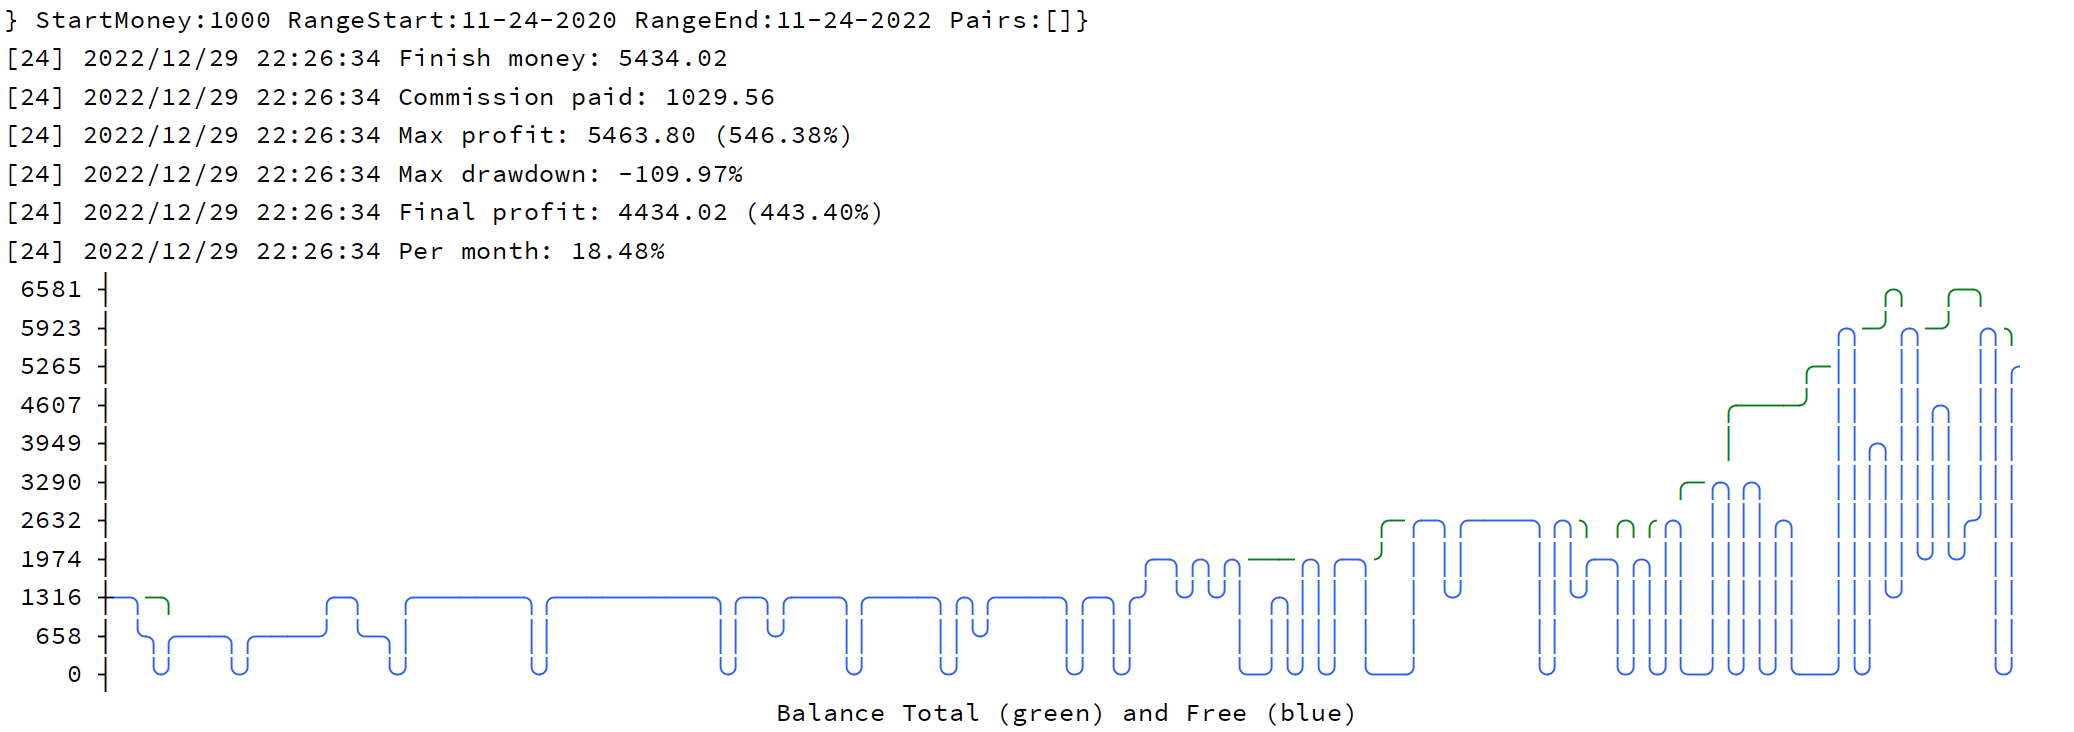 } StartMoney:1000 RangeStart:11-24-2020 RangeEnd:11-24-2022 Pairs:[]}
[24] 2022/12/29 22:26:34 Finish money: 5434.02
[24] 2022/12/29 22:26:34 Commission paid: 1029.56
[24] 2022/12/29 22:26:34 Max profit: 5463.80 (546.38%)
[24] 2022/12/29 22:26:34 Max drawdown: -109.97%
[24] 2022/12/29 22:26:34 Final profit: 4434.02 (443.40%)
[24] 2022/12/29 22:26:34 Per month: 18.48%
6581
5923
5265
4607
3949
3290
2632
1974
1316
658
0
Balance Total (green) and Free (blue)